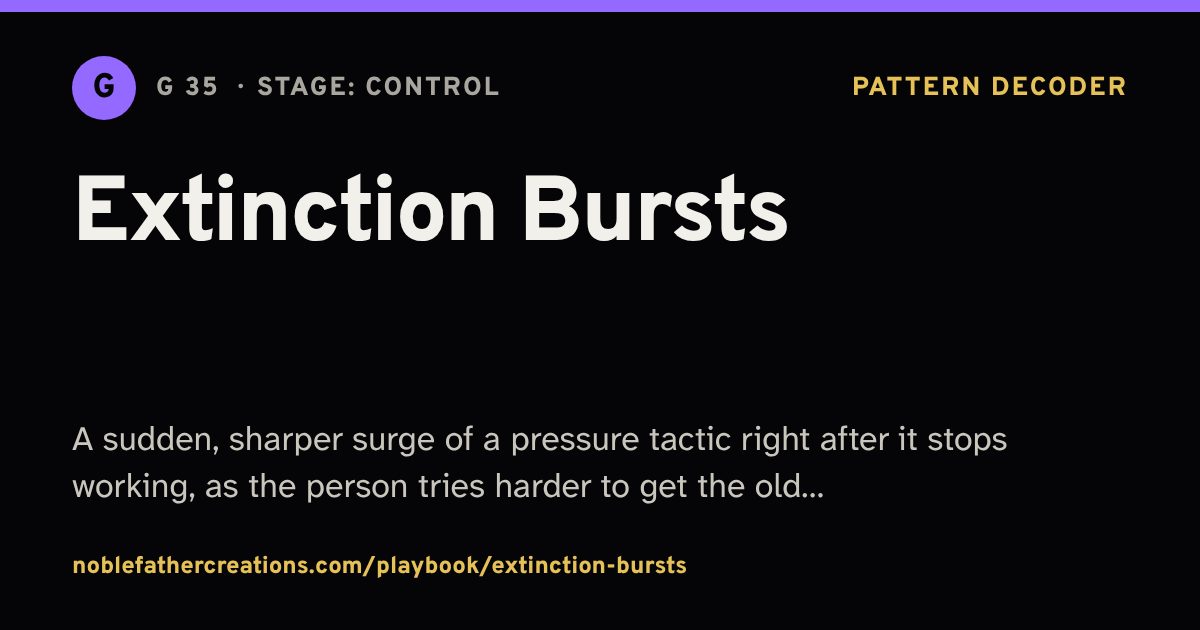 G
G 35 · STAGE: CONTROL
PATTERN DECODER
Extinction Bursts
A sudden, sharper surge of a pressure tactic right after it stops
working, as the person tries harder to get the old...
noblefathercreations.com/playbook/extinction-bursts